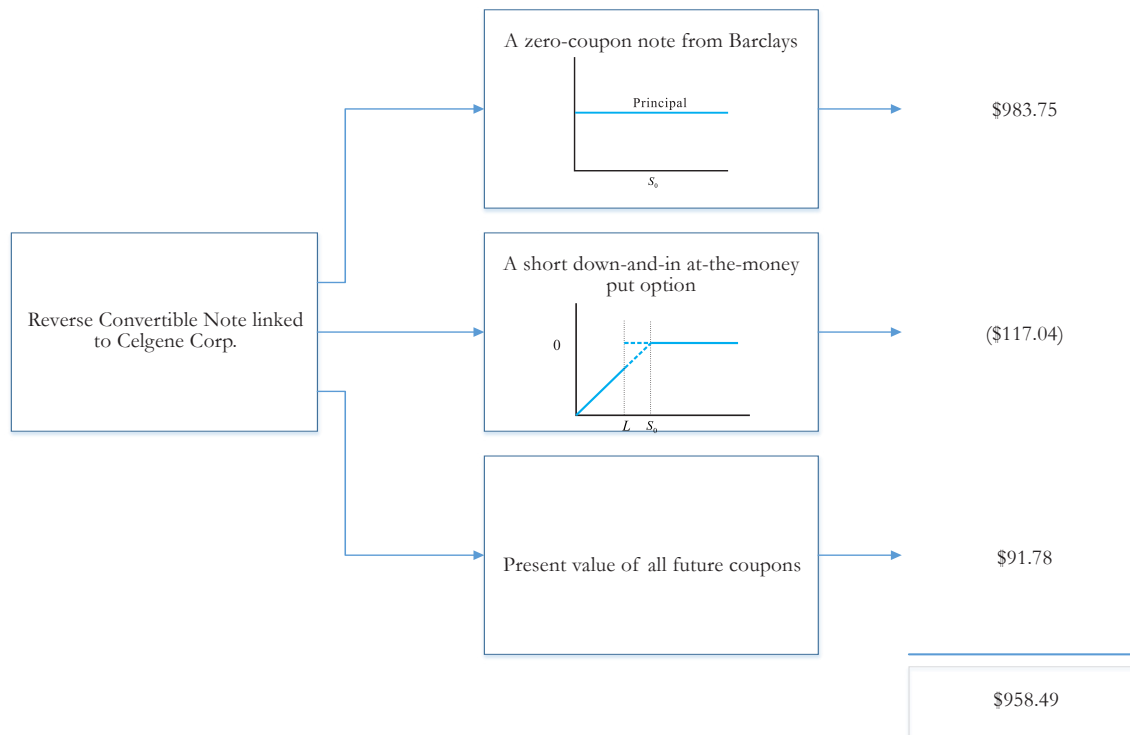 A zero-coupon note from Barclays
Principal
S₀
$983.75
Reverse Convertible Note linked
to Celgene Corp.
A short down-and-in at-the-money
put option
0
L S₀
($117.04)
Present value of all future coupons
$91.78
$958.49